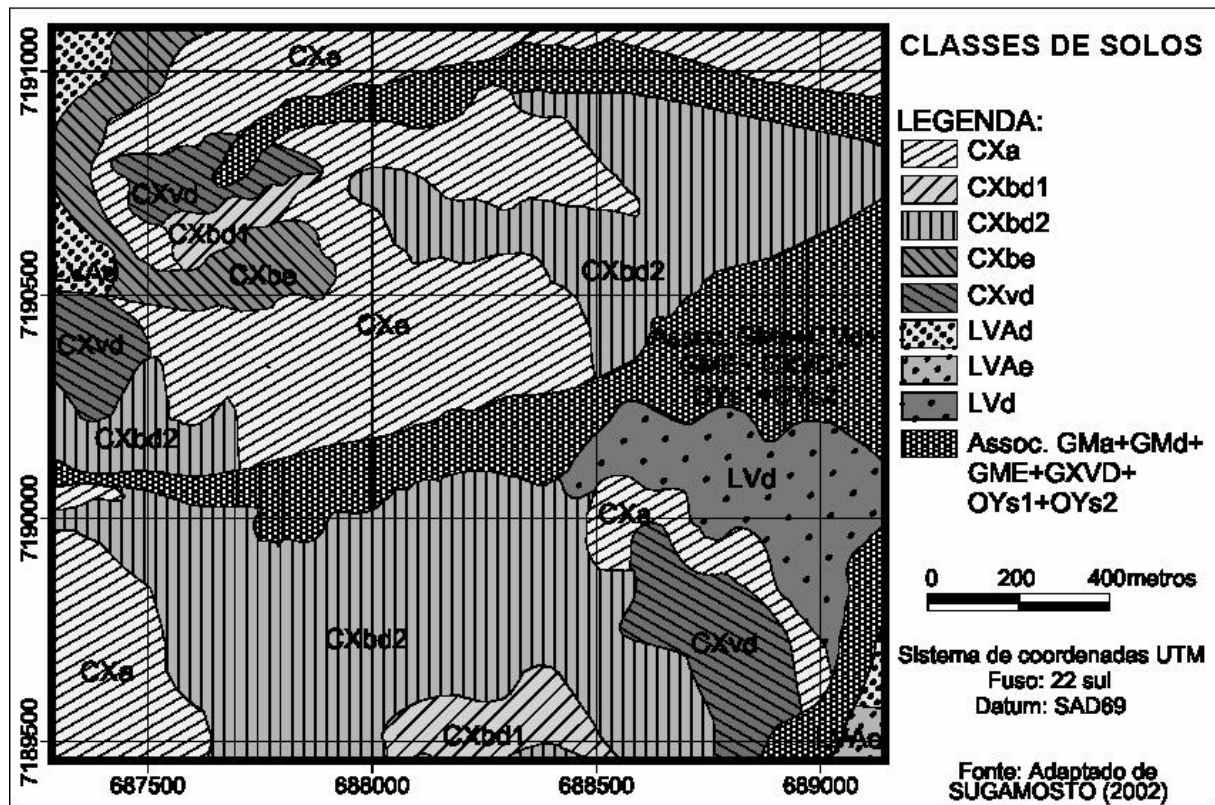 CLASSES DE SOLOS
LEGENDA:
CXa
CXbd1
CXbd2
CXbe
CXvd
LVAd
LVAe
LVd
Assoc. GMa+GMd+
GME+GXVD+
OYs1+OYs2
0 200 400metros
Sistema de coordenadas UTM
Fuso: 22 sul
Datum: SAD69
Fonte: Adaptado de
SUGAMOSTO (2002)
7191000
7190500
7190000
7189500
687500 688000 688500 689000
CXa
CXvd
CXbd1
LVAd
CXbe
CXbd2
CXa
CXvd
CXbd2
LVd
CXa
CXbd2
CXvd
CXa
CXbd1